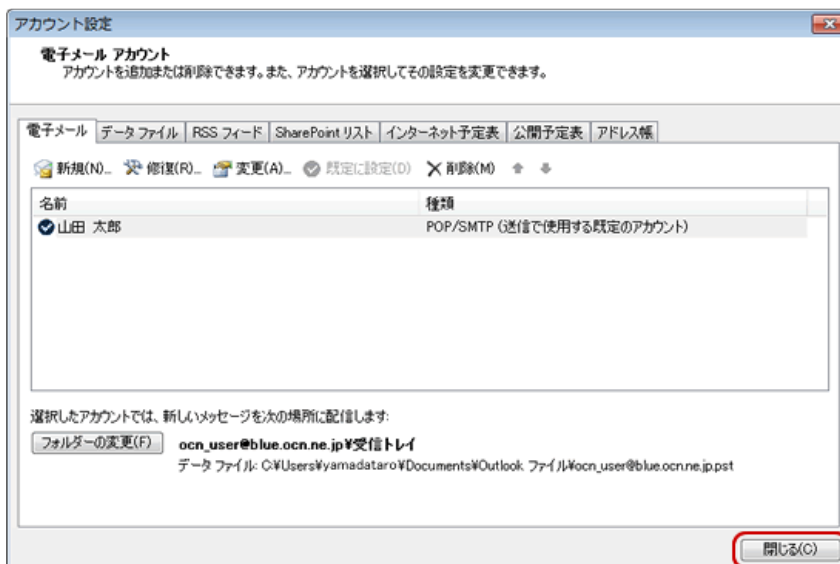 アカウント設定
電子メール アカウント
アカウントを追加または削除できます。また、アカウントを選択してその設定を変更できます。
電子メール データ ファイル RSS フィード SharePoint リスト インターネット予定表 公開予定表 アドレス帳
新規(N)... 修復(R)... 変更(A)... 既定に設定(D) 削除(M)
名前 種類
山田 太郎 POP/SMTP (送信で使用する既定のアカウント)
選択したアカウントでは、新しいメッセージを次の場所に配信します:
フォルダーの変更(F) ocn_user@blue.ocn.ne.jp¥受信トレイ
データ ファイル: C:¥Users¥yamadataro¥Documents¥Outlook ファイル¥ocn_user@blue.ocn.ne.jp.pst
閉じる(C)